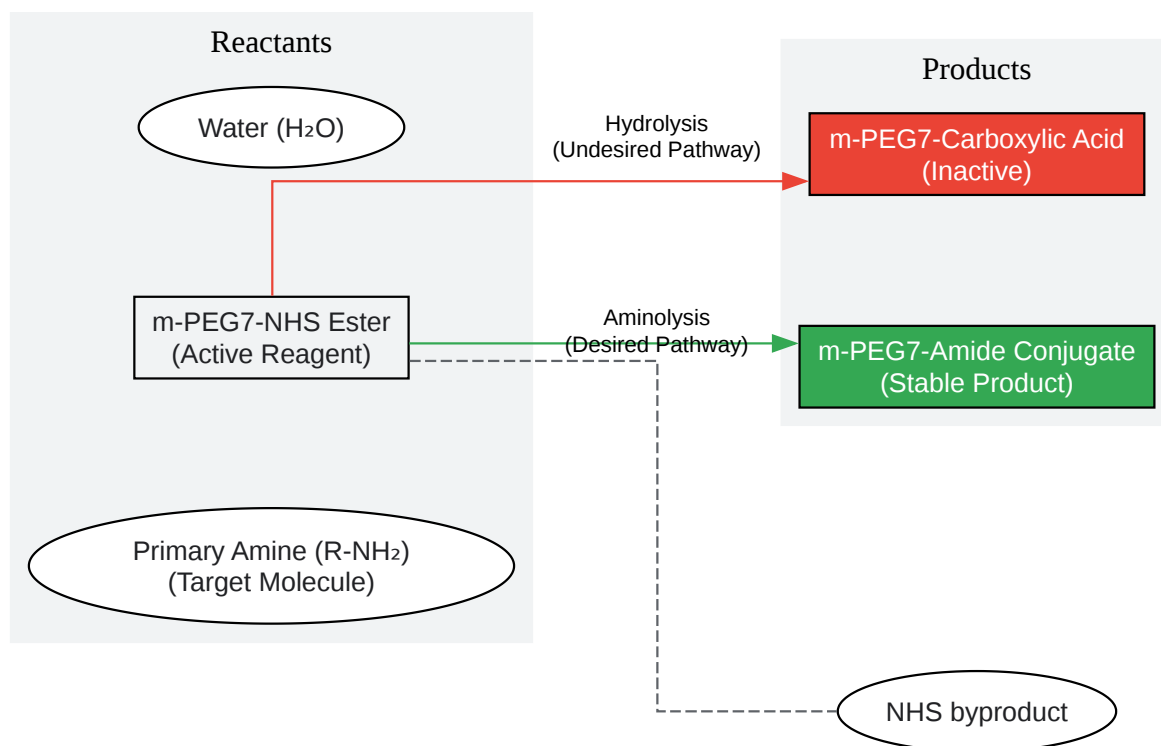 Reactants
Water (H₂O)
m-PEG7-NHS Ester
(Active Reagent)
Primary Amine (R-NH₂)
(Target Molecule)
Hydrolysis
(Undesired Pathway)
Aminolysis
(Desired Pathway)
Products
m-PEG7-Carboxylic Acid
(Inactive)
m-PEG7-Amide Conjugate
(Stable Product)
NHS byproduct